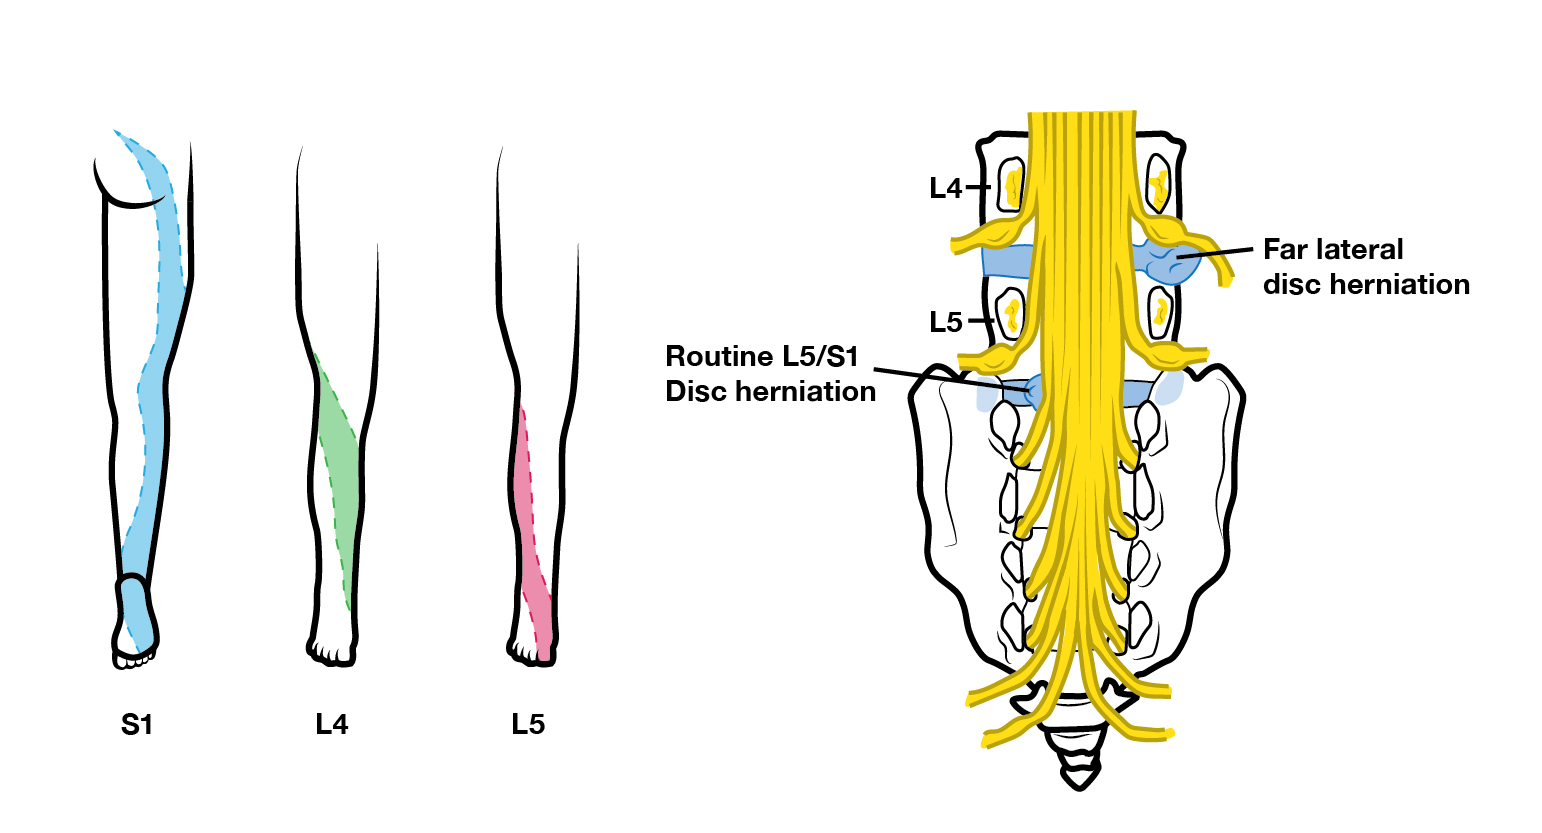 S1
L4
L5
L4
L5
Far lateral
disc herniation
Routine L5/S1
Disc herniation